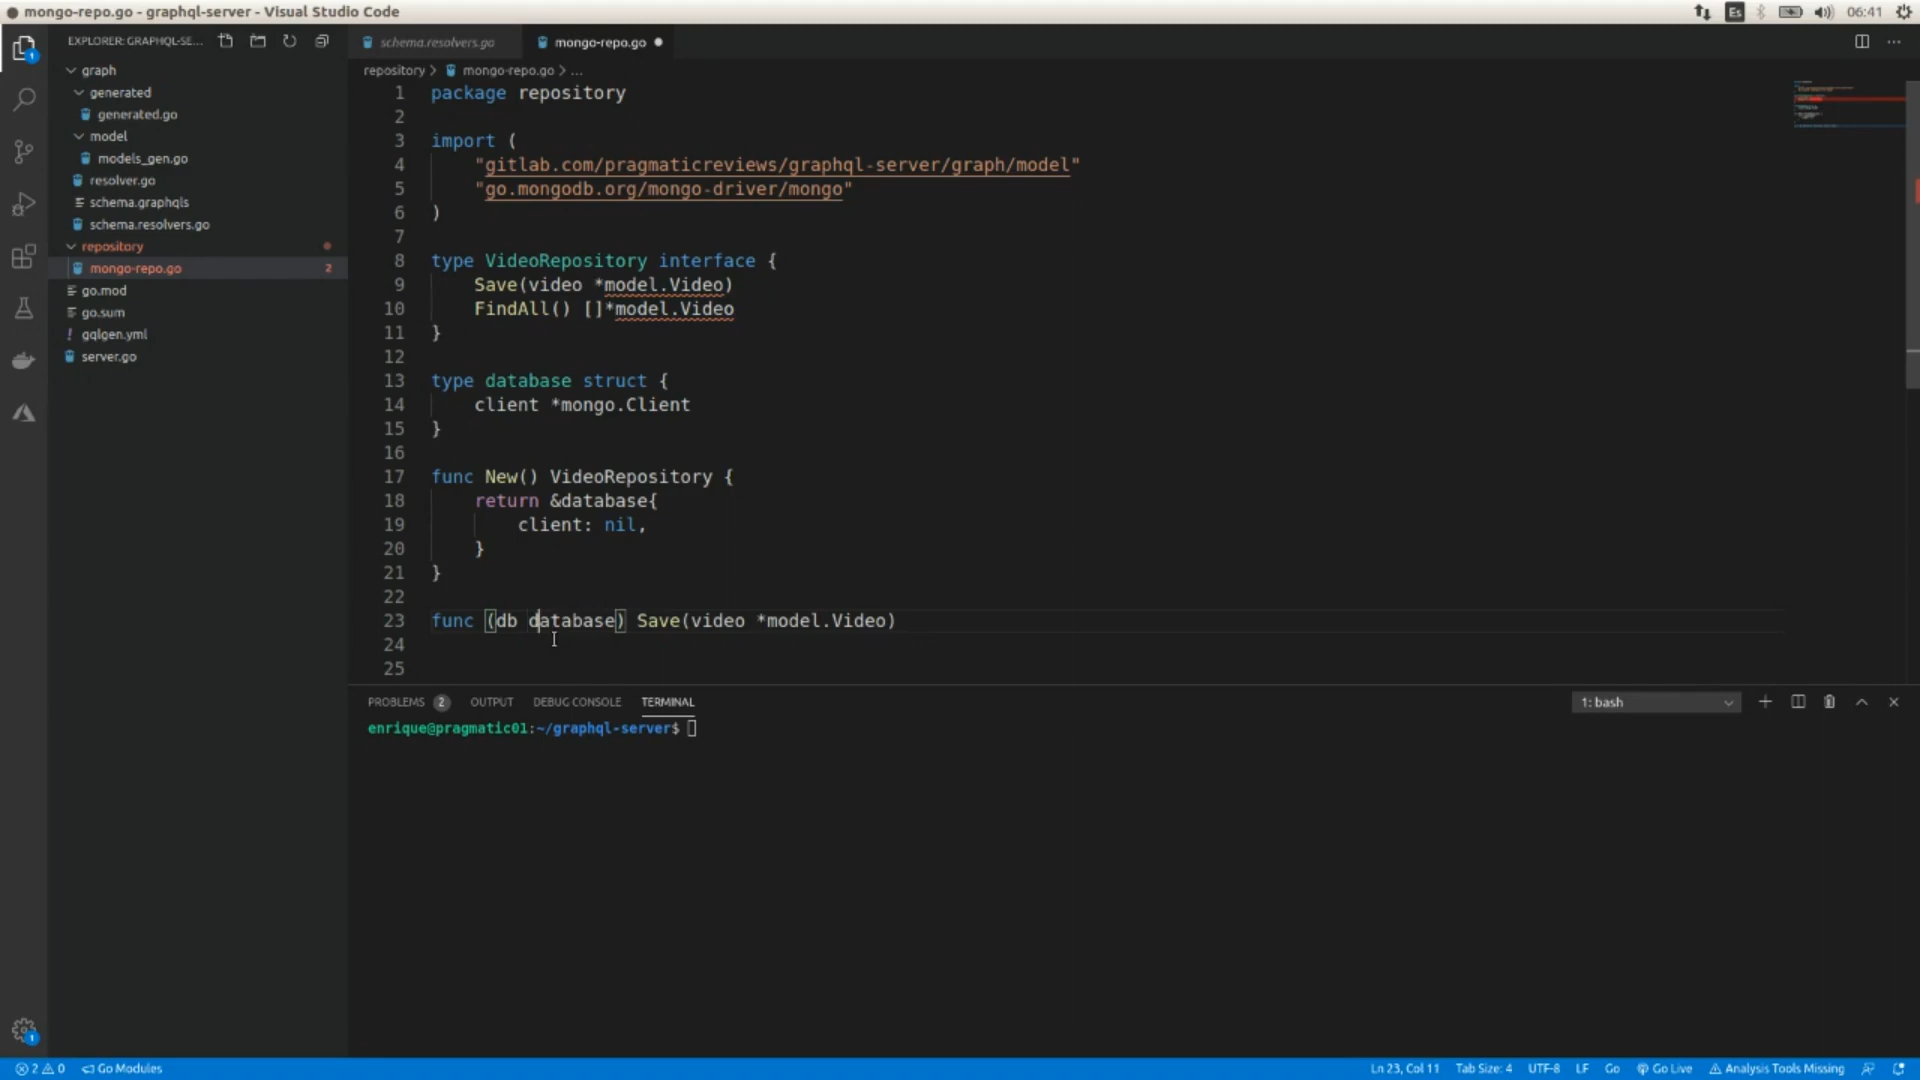 mongo-repo.go - graphql-server - Visual Studio Code
Es
06:41
EXPLORER: GRAPHQL-SE...
schema.resolvers.go
mongo-repo.go
graph
generated
generated.go
model
models_gen.go
resolver.go
schema.graphqls
schema.resolvers.go
repository
mongo-repo.go 2
go.mod
go.sum
! gqlgen.yml
server.go
1
1
repository > mongo-repo.go > ...
1 package repository
2
3 import (
4 "gitlab.com/pragmaticreviews/graphql-server/graph/model"
5 "go.mongodb.org/mongo-driver/mongo"
6 )
7
8 type VideoRepository interface {
9 Save(video *model.Video)
10 FindAll() []*model.Video
11 }
12
13 type database struct {
14 client *mongo.Client
15 }
16
17 func New() VideoRepository {
18 return &database{
19 client: nil,
20 }
21 }
22
23 func (db database) Save(video *model.Video)
24
25
PROBLEMS 2 OUTPUT DEBUG CONSOLE TERMINAL
1: bash
enrique@pragmatic01:~/graphql-server$
2 0 Go Modules
Ln 23, Col 11 Tab Size: 4 UTF-8 LF Go Go Live Analysis Tools Missing